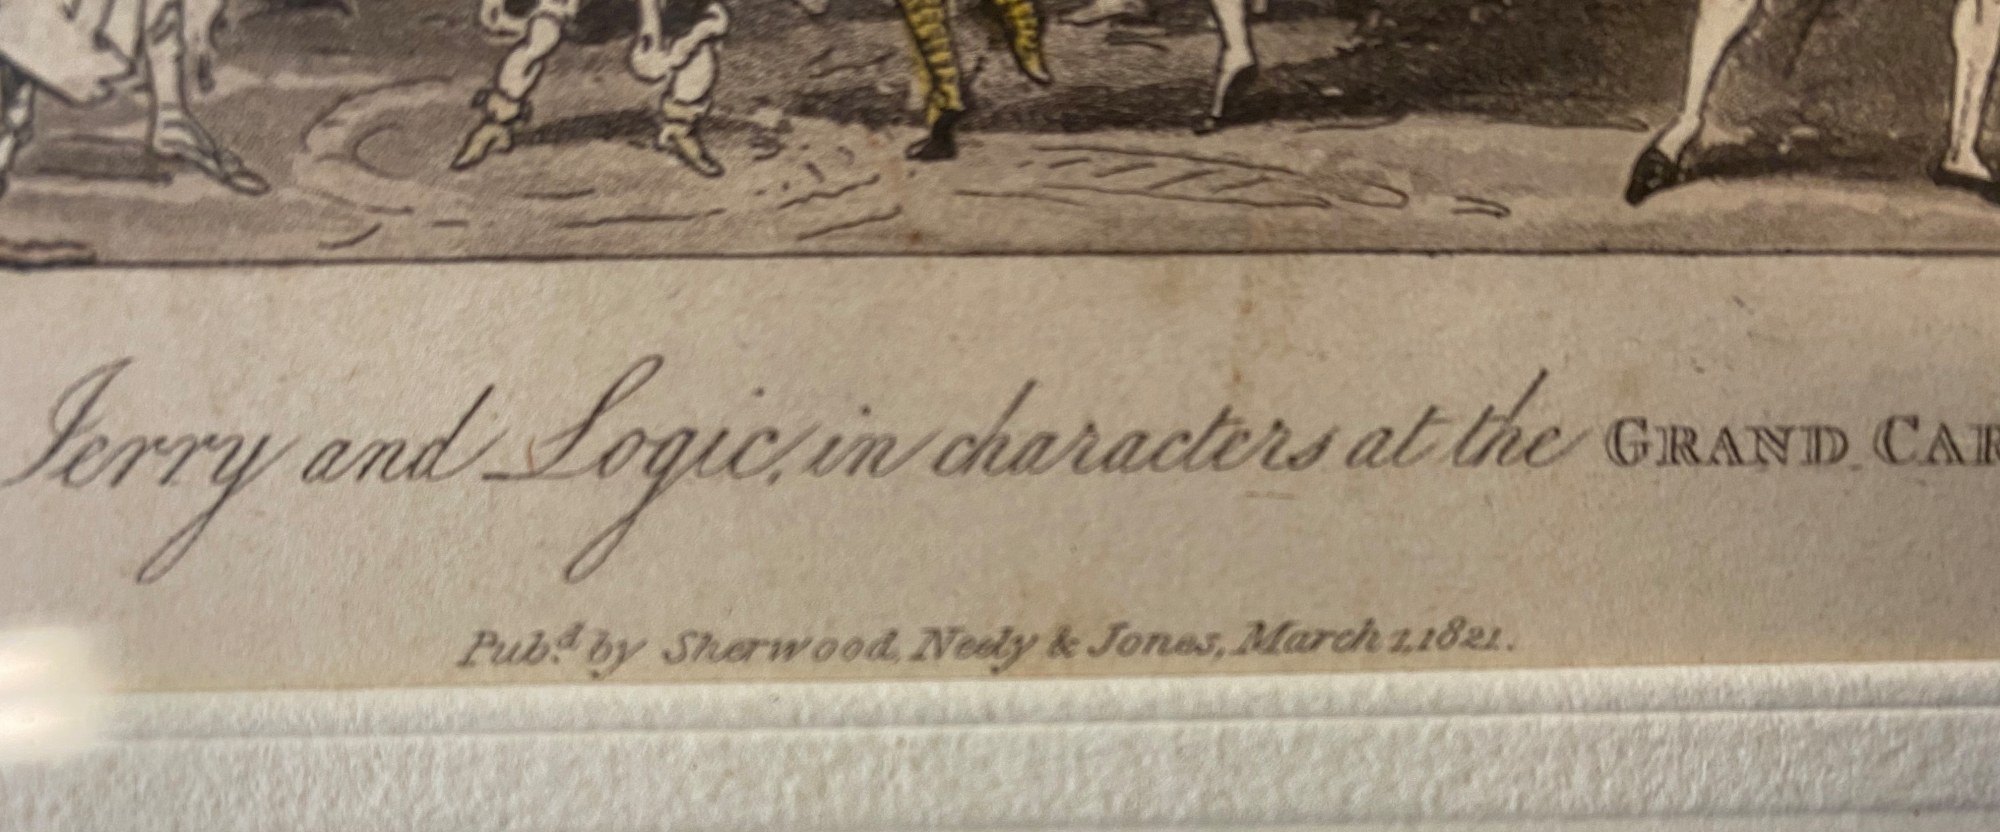 Jerry and Logic, in characters at the GRAND CAR
Pub.d by Sherwood, Neely & Jones, March 1, 1821.